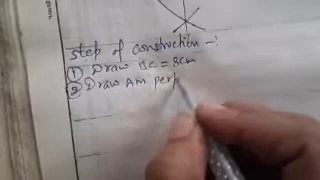 step of construction :-
① Draw BC = 8cm
② Draw Am perp